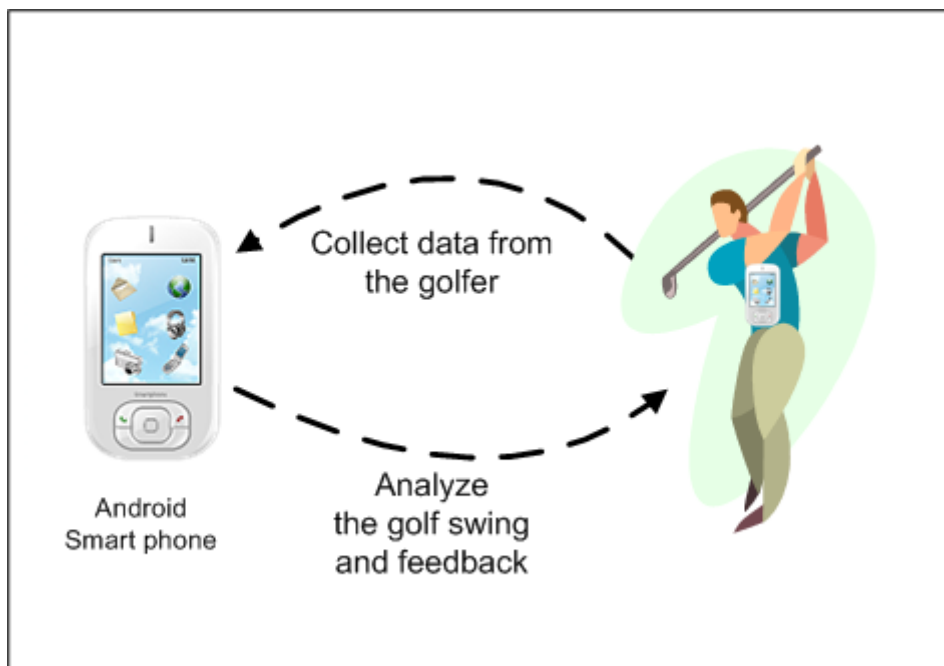 Collect data from
the golfer
Analyze
the golf swing
and feedback
Android
Smart phone